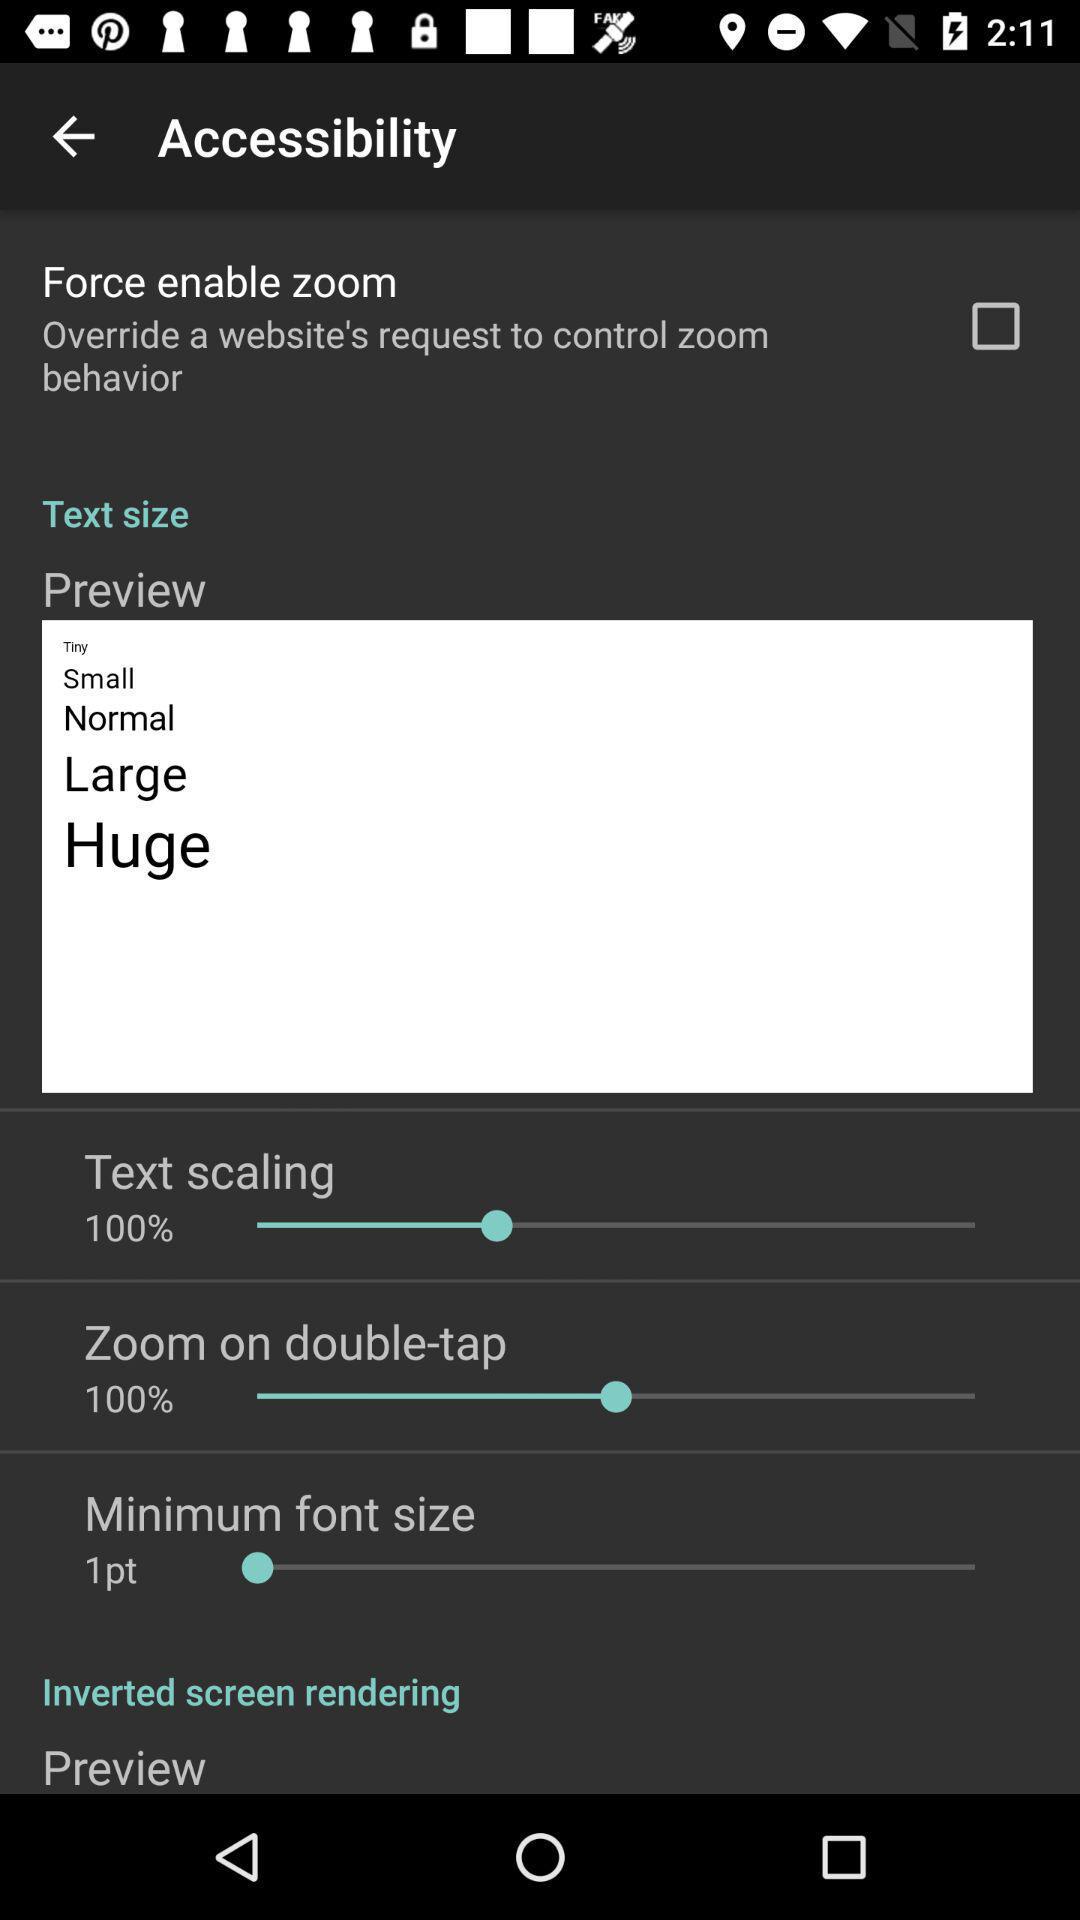 FAKE
2:11
Accessibility
Force enable zoom
Override a website's request to control zoom
behavior
Text size
Preview
Tiny
Small
Normal
Large
Huge
Text scaling
100%
Zoom on double-tap
100%
Minimum font size
1pt
Inverted screen rendering
Preview